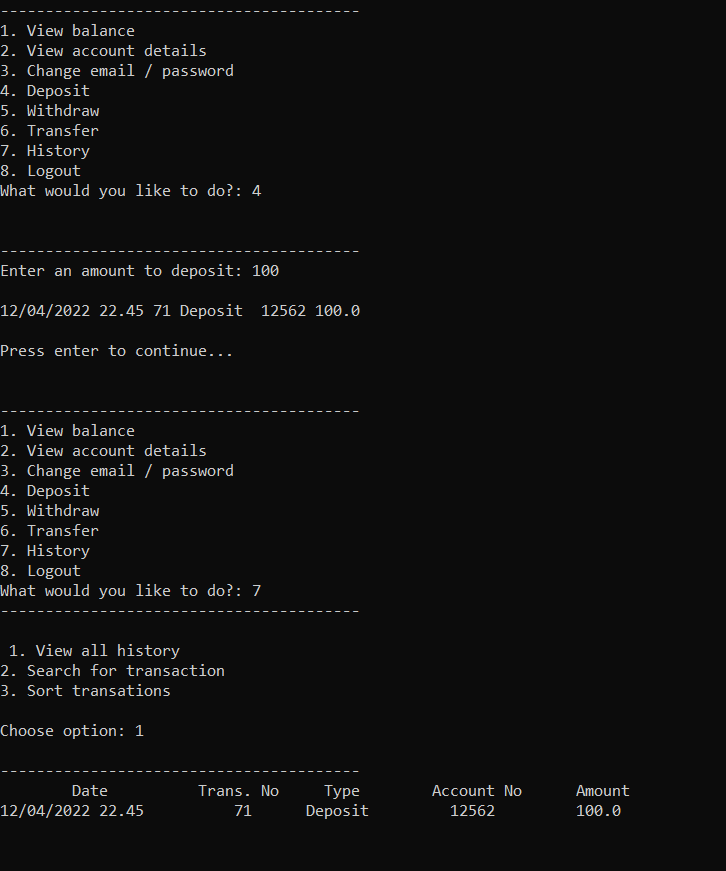 ----------------------------------------
1. View balance
2. View account details
3. Change email / password
4. Deposit
5. Withdraw
6. Transfer
7. History
8. Logout
What would you like to do?: 4
----------------------------------------
Enter an amount to deposit: 100
12/04/2022 22.45 71 Deposit  12562 100.0
Press enter to continue...
----------------------------------------
1. View balance
2. View account details
3. Change email / password
4. Deposit
5. Withdraw
6. Transfer
7. History
8. Logout
What would you like to do?: 7
----------------------------------------
 1. View all history
2. Search for transaction
3. Sort transations
Choose option: 1
----------------------------------------
        Date          Trans. No     Type        Account No      Amount
12/04/2022 22.45          71      Deposit         12562         100.0